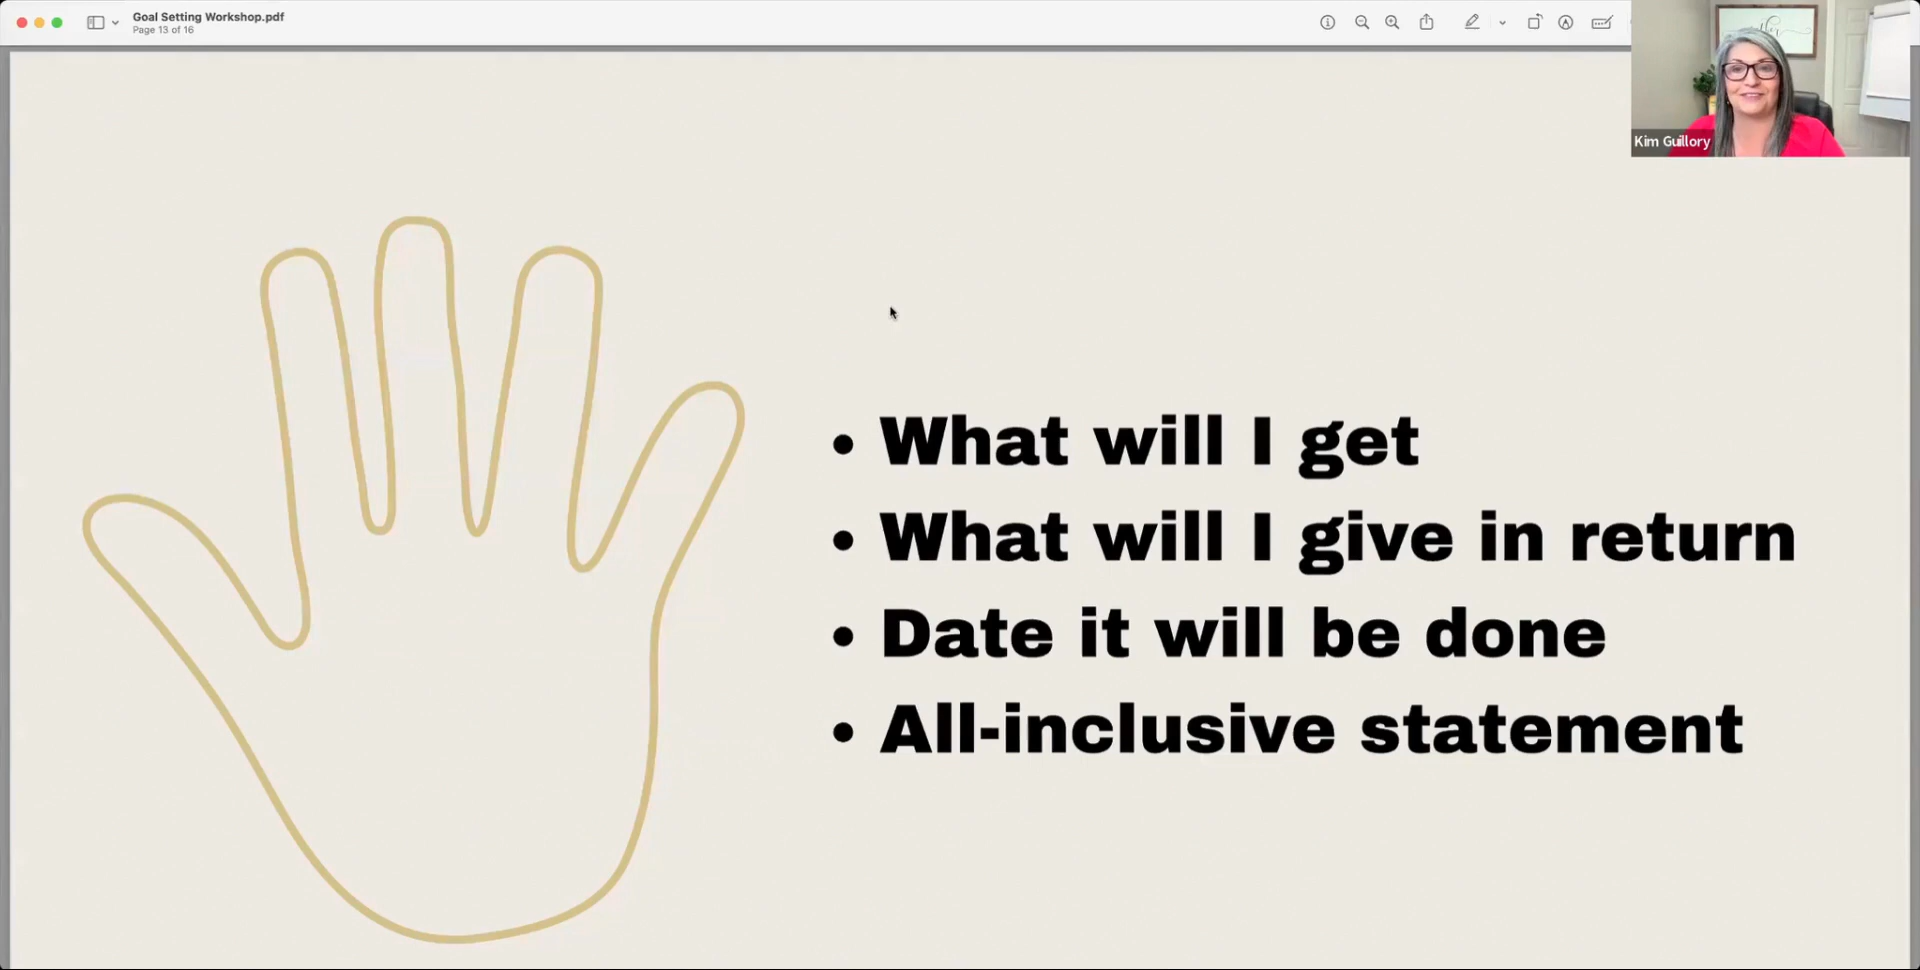 Goal Setting Workshop.pdf
Page 13 of 16
Kim Guillory
• What will I get
• What will I give in return
• Date it will be done
• All-inclusive statement